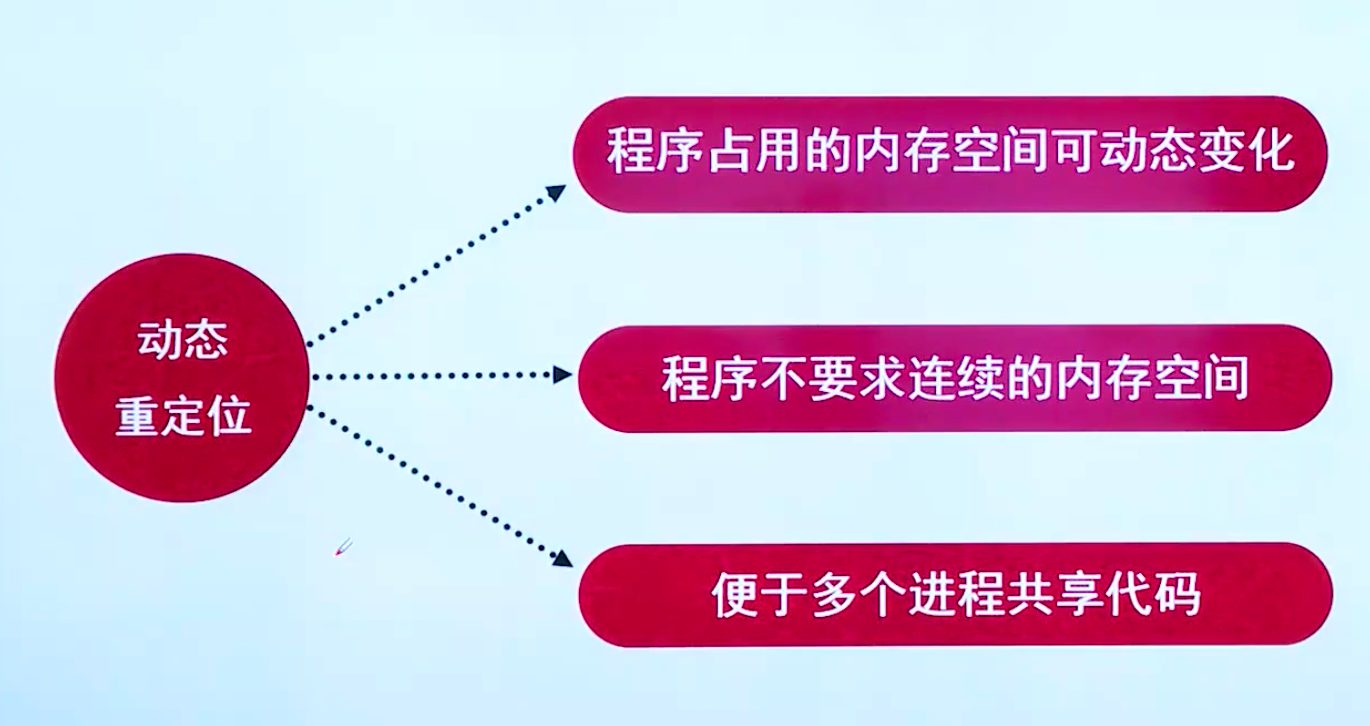 程序占用的内存空间可动态变化
动态
重定位
程序不要求连续的内存空间
便于多个进程共享代码